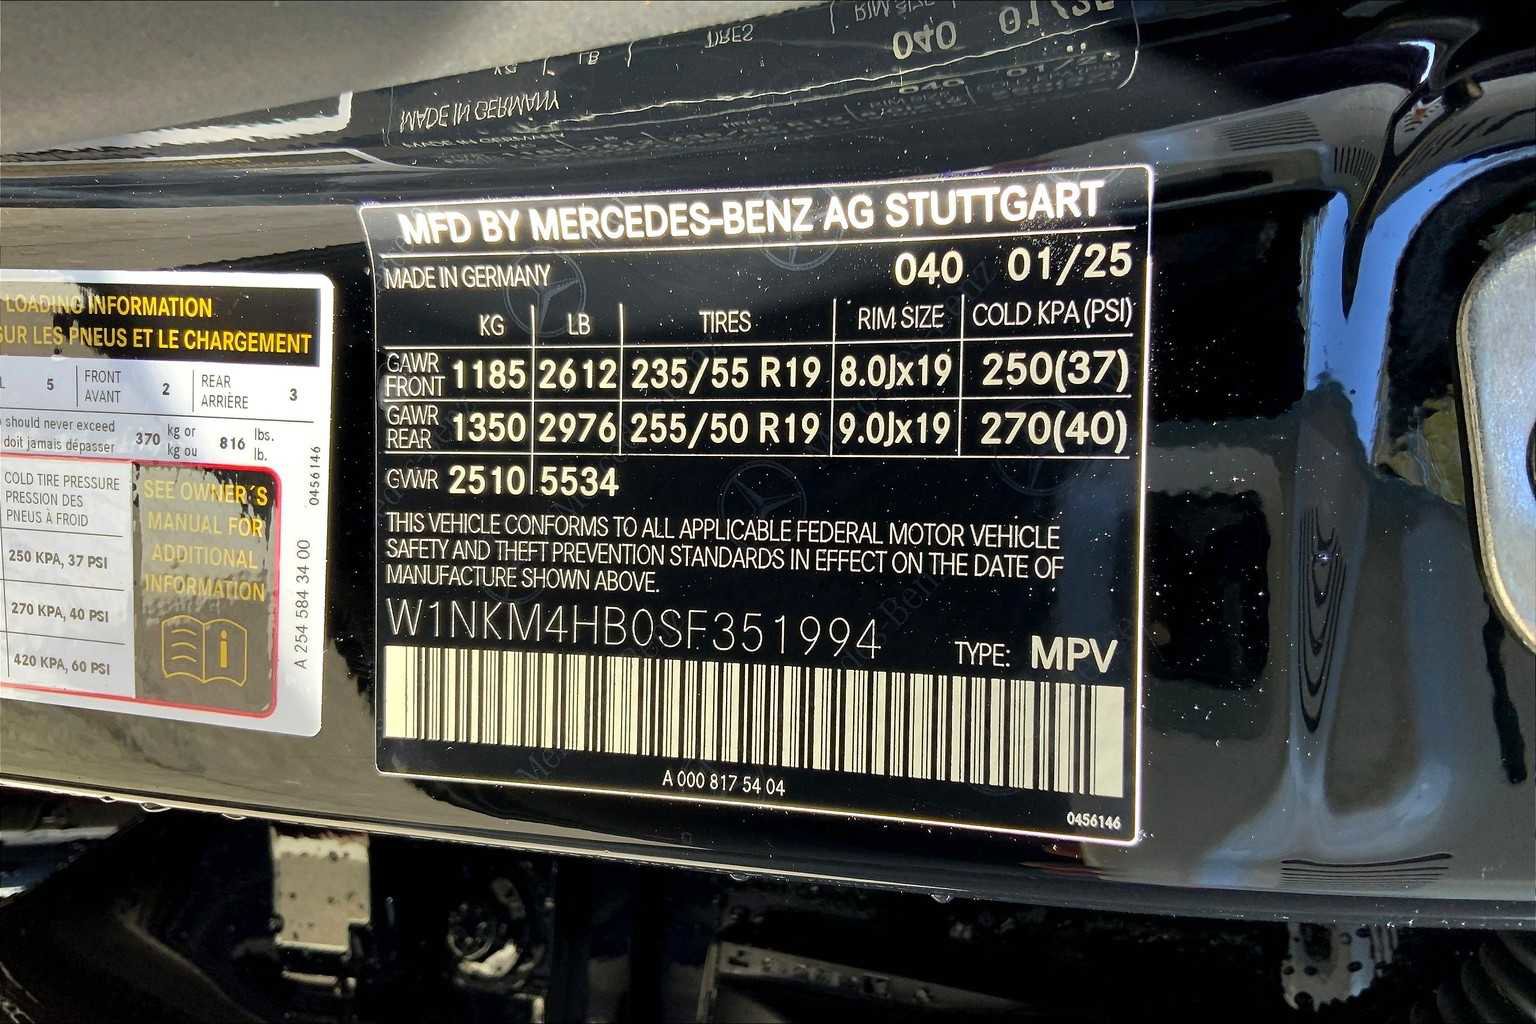 LOADING INFORMATION
SUR LES PNEUS ET LE CHARGEMENT
5 FRONT AVANT 2 REAR ARRIÈRE 3
should never exceed
doit jamais dépasser 370 kg or kg ou 816 lbs. lb.
COLD TIRE PRESSURE
PRESSION DES
PNEUS À FROID
250 KPA, 37 PSI
270 KPA, 40 PSI
420 KPA, 60 PSI
SEE OWNER´S
MANUAL FOR
ADDITIONAL
INFORMATION
0456146
A 254 584 34 00
MFD BY MERCEDES-BENZ AG STUTTGART
MADE IN GERMANY 040 01/25
KG LB TIRES RIM SIZE COLD KPA (PSI)
GAWR FRONT 1185 2612 235/55 R19 8.0Jx19 250(37)
GAWR REAR 1350 2976 255/50 R19 9.0Jx19 270(40)
GVWR 2510 5534
THIS VEHICLE CONFORMS TO ALL APPLICABLE FEDERAL MOTOR VEHICLE
SAFETY AND THEFT PREVENTION STANDARDS IN EFFECT ON THE DATE OF
MANUFACTURE SHOWN ABOVE.
W1NKM4HB0SF351994
TYPE: MPV
A 000 817 54 04
0456146